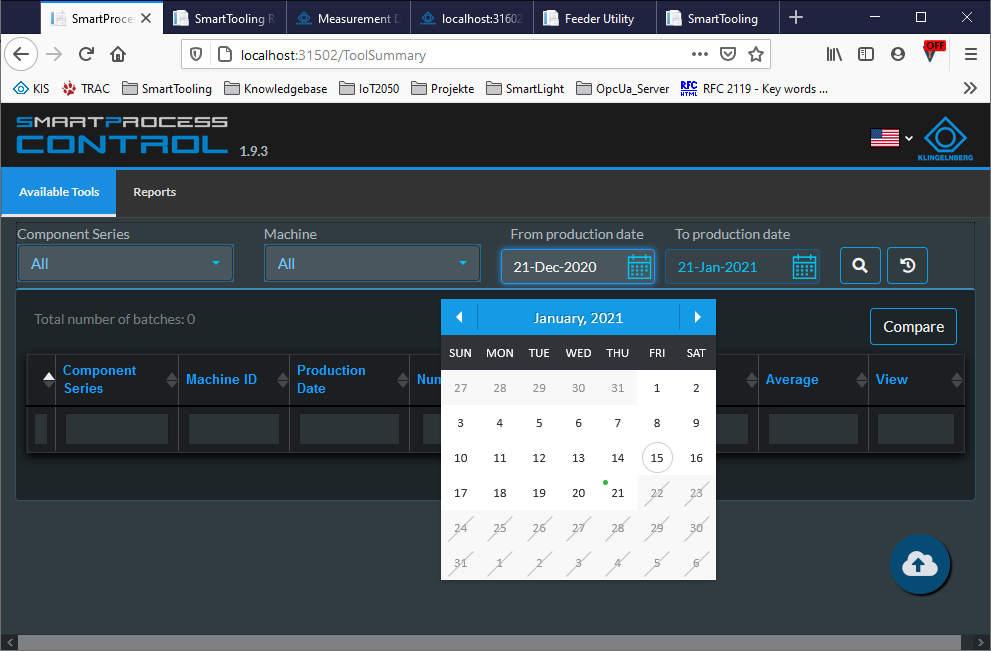 SmartProces SmartTooling R Measurement D localhost:31502 Feeder Utility SmartTooling
localhost:31502/ToolSummary
OFF
KIS TRAC SmartTooling Knowledgebase IoT2050 Projekte SmartLight OpcUa_Server RFC HTML RFC 2119 - Key words ...
SMARTPROCESS
CONTROL 1.9.3
KLINGELNBERG
Available Tools Reports
Component Series Machine From production date To production date
All All 21-Dec-2020 21-Jan-2021
Total number of batches: 0
January, 2021
Compare
SUN MON TUE WED THU FRI SAT
Component Series Machine ID Production Date Num Average View
27 28 29 30 31 1 2
3 4 5 6 7 8 9
10 11 12 13 14 15 16
17 18 19 20 21 22 23
24 25 26 27 28 29 30
31 1 2 3 4 5 6